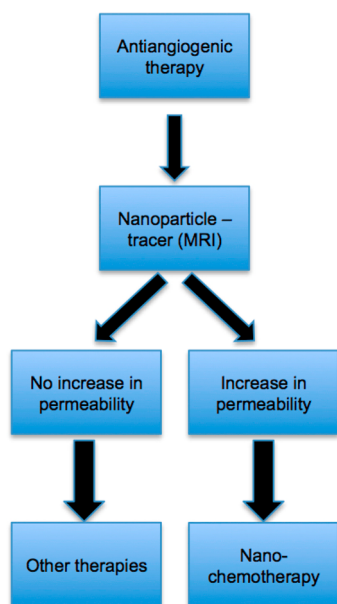 Antiangiogenic
therapy
Nanoparticle –
tracer (MRI)
No increase in
permeability
Increase in
permeability
Other therapies
Nano-
chemotherapy